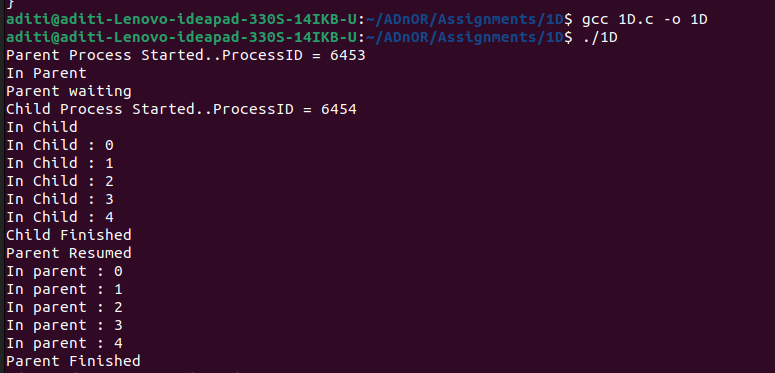 }
aditi@aditi-Lenovo-ideapad-330S-14IKB-U:~/ADnOR/Assignments/1D$ gcc 1D.c -o 1D
aditi@aditi-Lenovo-ideapad-330S-14IKB-U:~/ADnOR/Assignments/1D$ ./1D
Parent Process Started..ProcessID = 6453
In Parent
Parent waiting
Child Process Started..ProcessID = 6454
In Child
In Child : 0
In Child : 1
In Child : 2
In Child : 3
In Child : 4
Child Finished
Parent Resumed
In parent : 0
In parent : 1
In parent : 2
In parent : 3
In parent : 4
Parent Finished